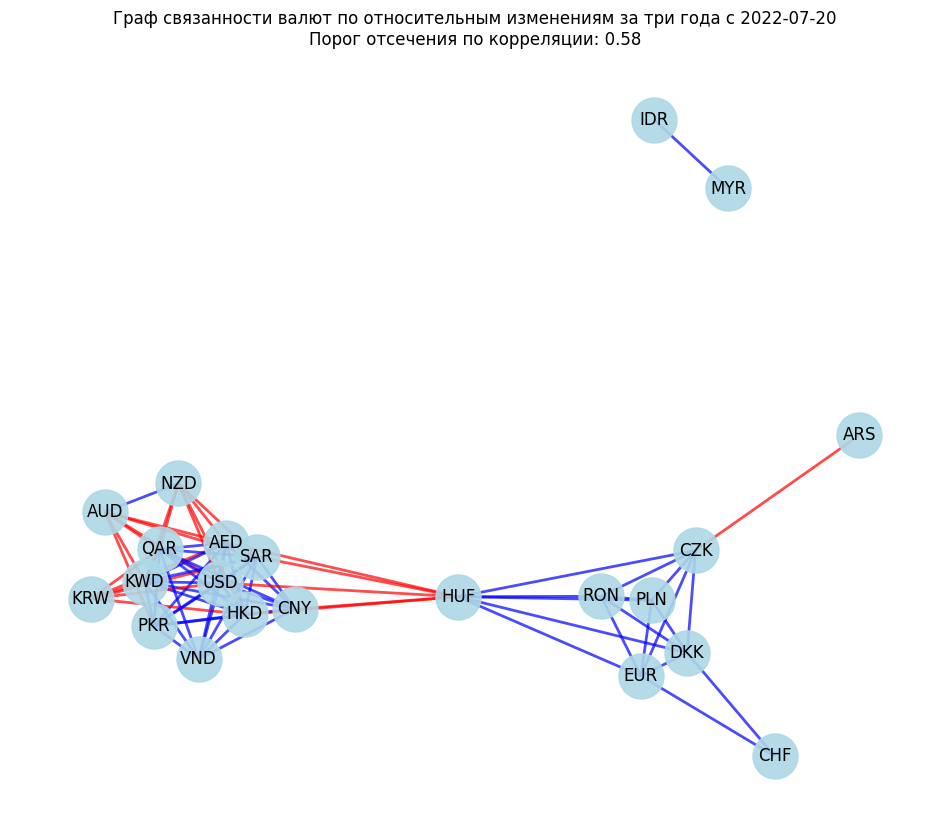 Граф связанности валют по относительным изменениям за три года с 2022-07-20
Порог отсечения по корреляции: 0.58
IDR
MYR
ARS
NZD
AUD
QAR
AED
SAR
CZK
KWD
USD
KRW
HKD
CNY
HUF
RON
PLN
PKR
VND
DKK
EUR
CHF